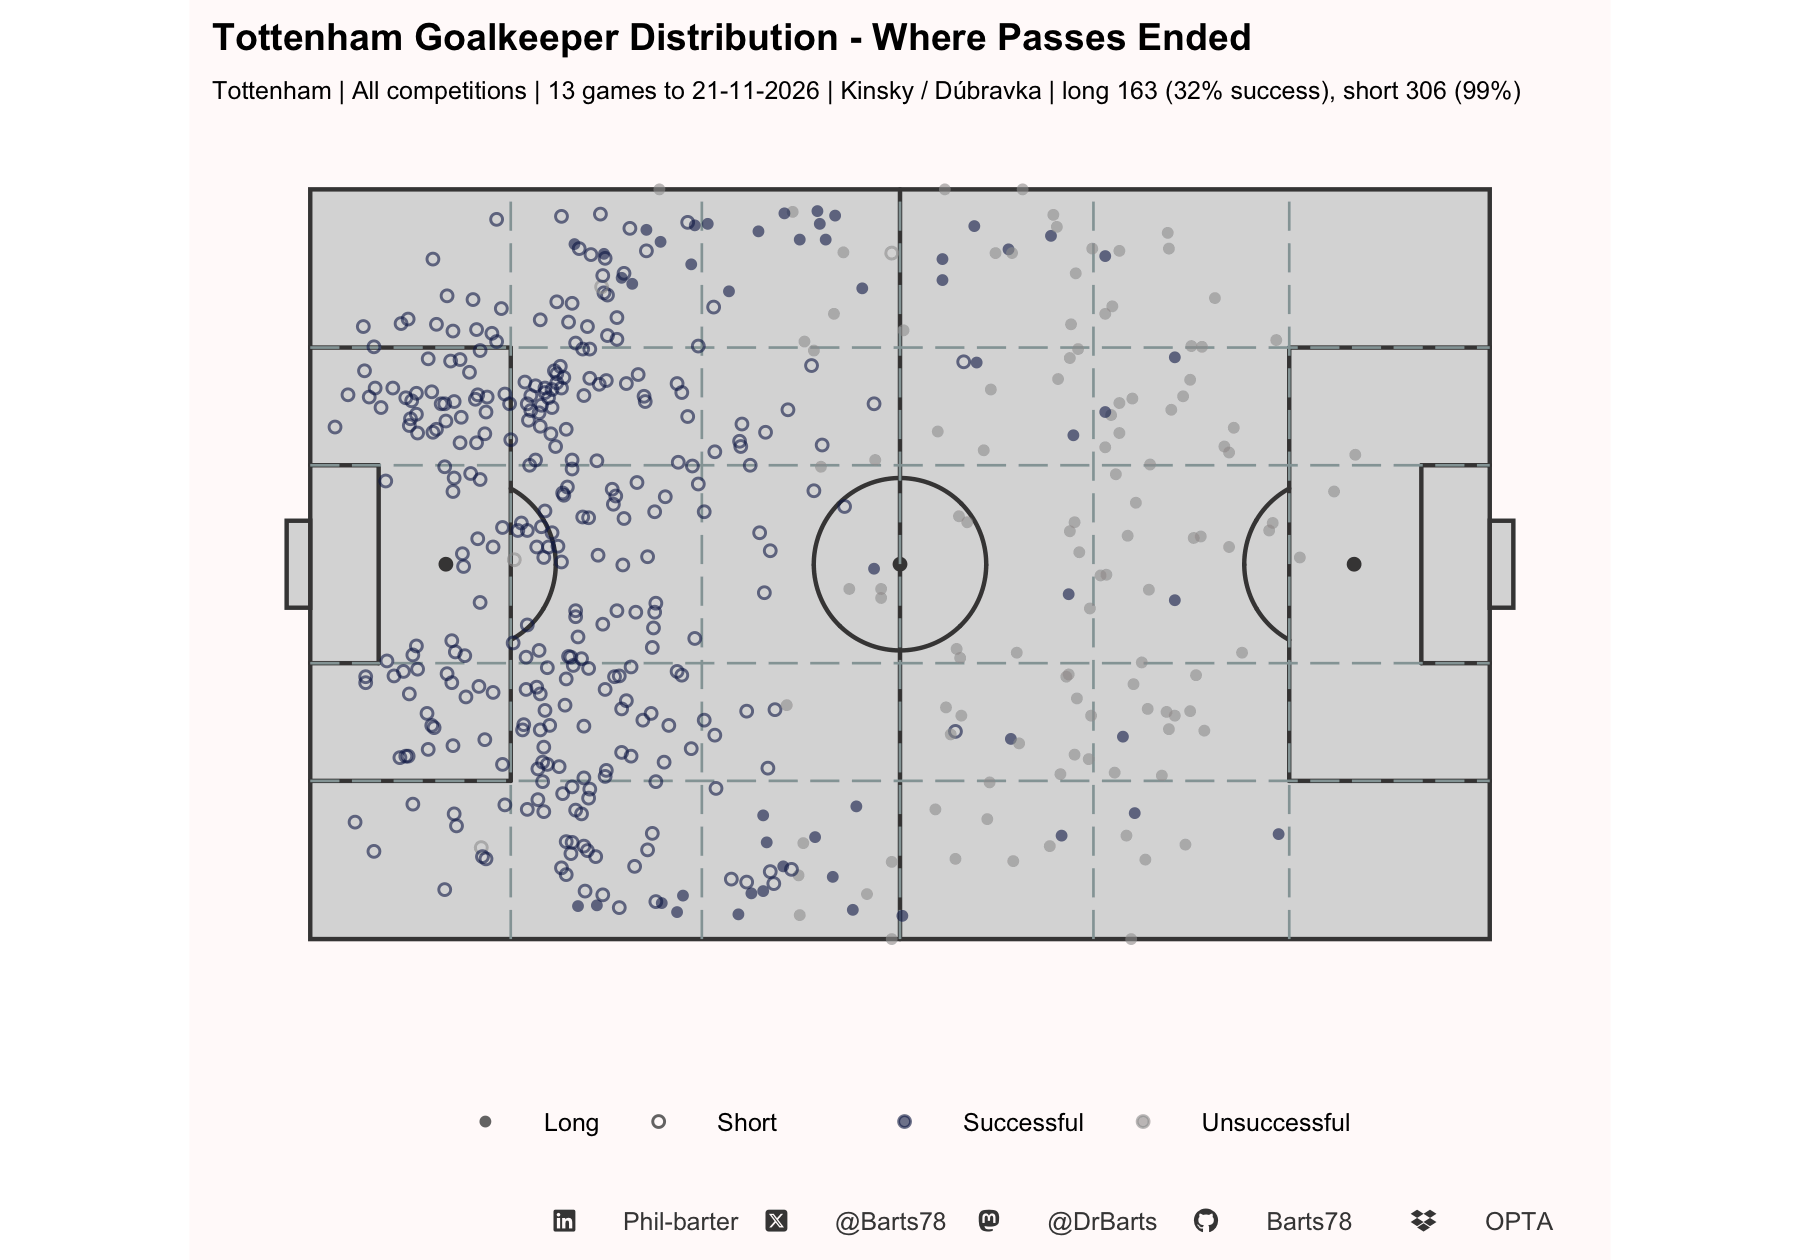 Tottenham Goalkeeper Distribution - Where Passes Ended
Tottenham | All competitions | 13 games to 21-11-2026 | Kinsky / Dúbravka | long 163 (32% success), short 306 (99%)
Long Short Successful Unsuccessful
Phil-barter @Barts78 @DrBarts Barts78 OPTA